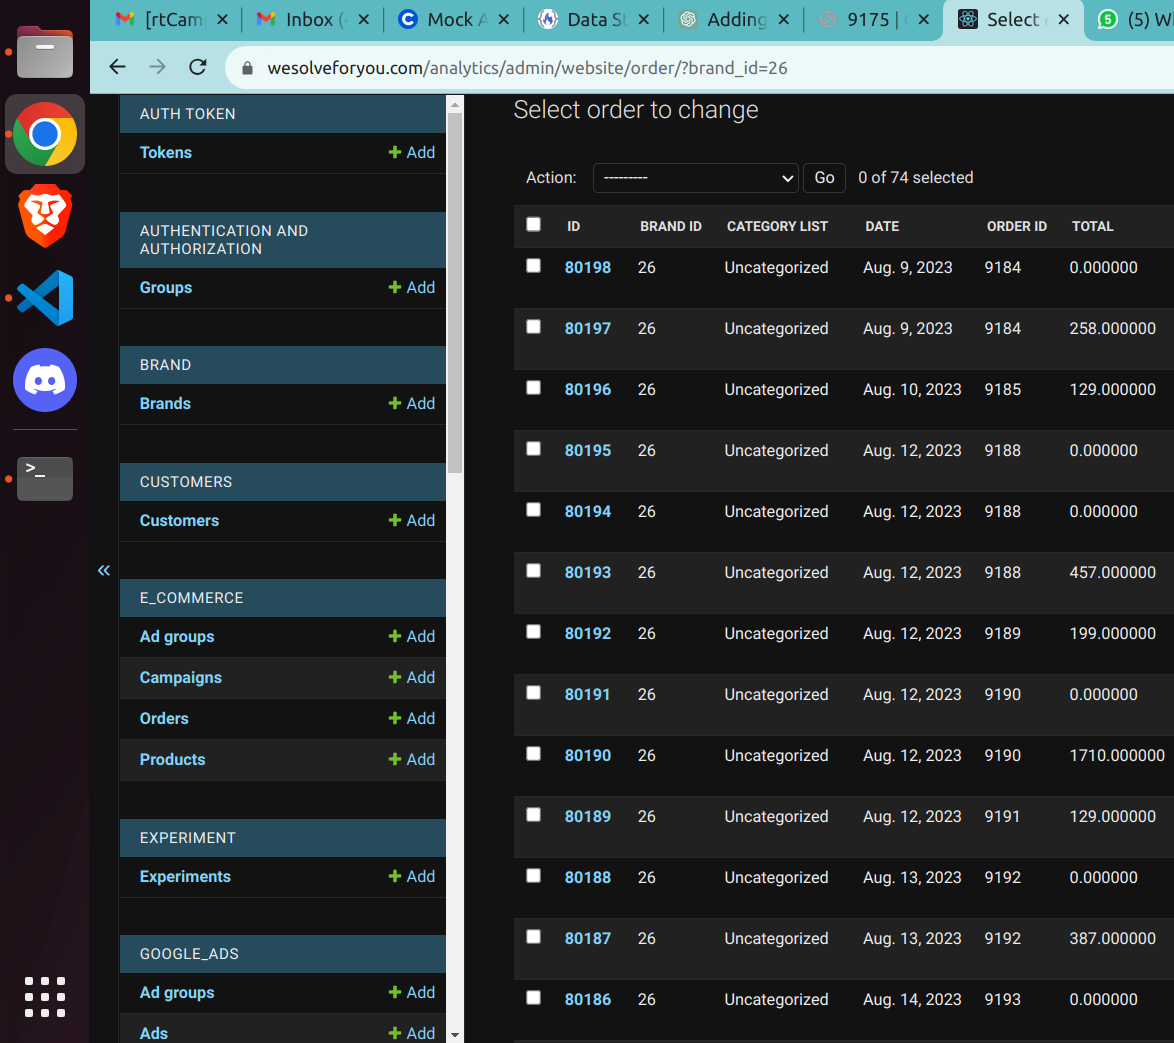 [rtCam
Inbox (
Mock A
Data St
Adding
9175 |
Select
(5) W
5
wesolveforyou.com/analytics/admin/website/order/?brand_id=26
AUTH TOKEN
Tokens
Add
AUTHENTICATION AND
AUTHORIZATION
Groups
Add
BRAND
Brands
Add
CUSTOMERS
Customers
Add
E_COMMERCE
Ad groups
Add
Campaigns
Add
Orders
Add
Products
Add
EXPERIMENT
Experiments
Add
GOOGLE_ADS
Ad groups
Add
Ads
Add
«
Select order to change
Action: --------- Go 0 of 74 selected
ID BRAND ID CATEGORY LIST DATE ORDER ID TOTAL
80198 26 Uncategorized Aug. 9, 2023 9184 0.000000
80197 26 Uncategorized Aug. 9, 2023 9184 258.000000
80196 26 Uncategorized Aug. 10, 2023 9185 129.000000
80195 26 Uncategorized Aug. 12, 2023 9188 0.000000
80194 26 Uncategorized Aug. 12, 2023 9188 0.000000
80193 26 Uncategorized Aug. 12, 2023 9188 457.000000
80192 26 Uncategorized Aug. 12, 2023 9189 199.000000
80191 26 Uncategorized Aug. 12, 2023 9190 0.000000
80190 26 Uncategorized Aug. 12, 2023 9190 1710.000000
80189 26 Uncategorized Aug. 12, 2023 9191 129.000000
80188 26 Uncategorized Aug. 13, 2023 9192 0.000000
80187 26 Uncategorized Aug. 13, 2023 9192 387.000000
80186 26 Uncategorized Aug. 14, 2023 9193 0.000000